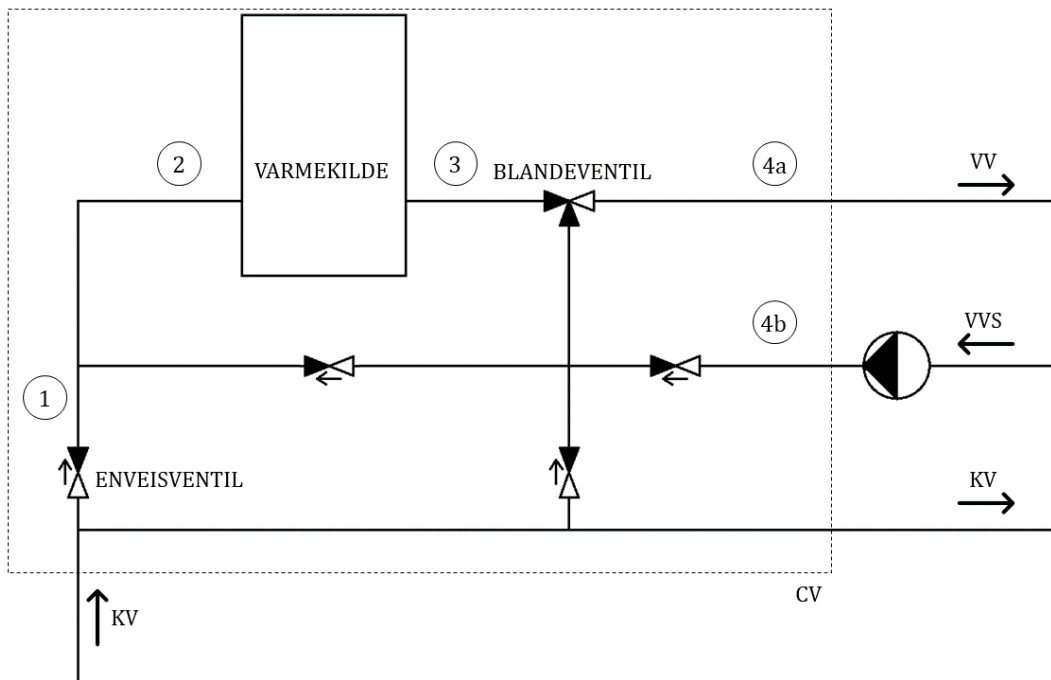 2
VARMEKILDE
3
BLANDEVENTIL
4a
VV
4b
VVS
1
ENVEISVENTIL
KV
CV
KV